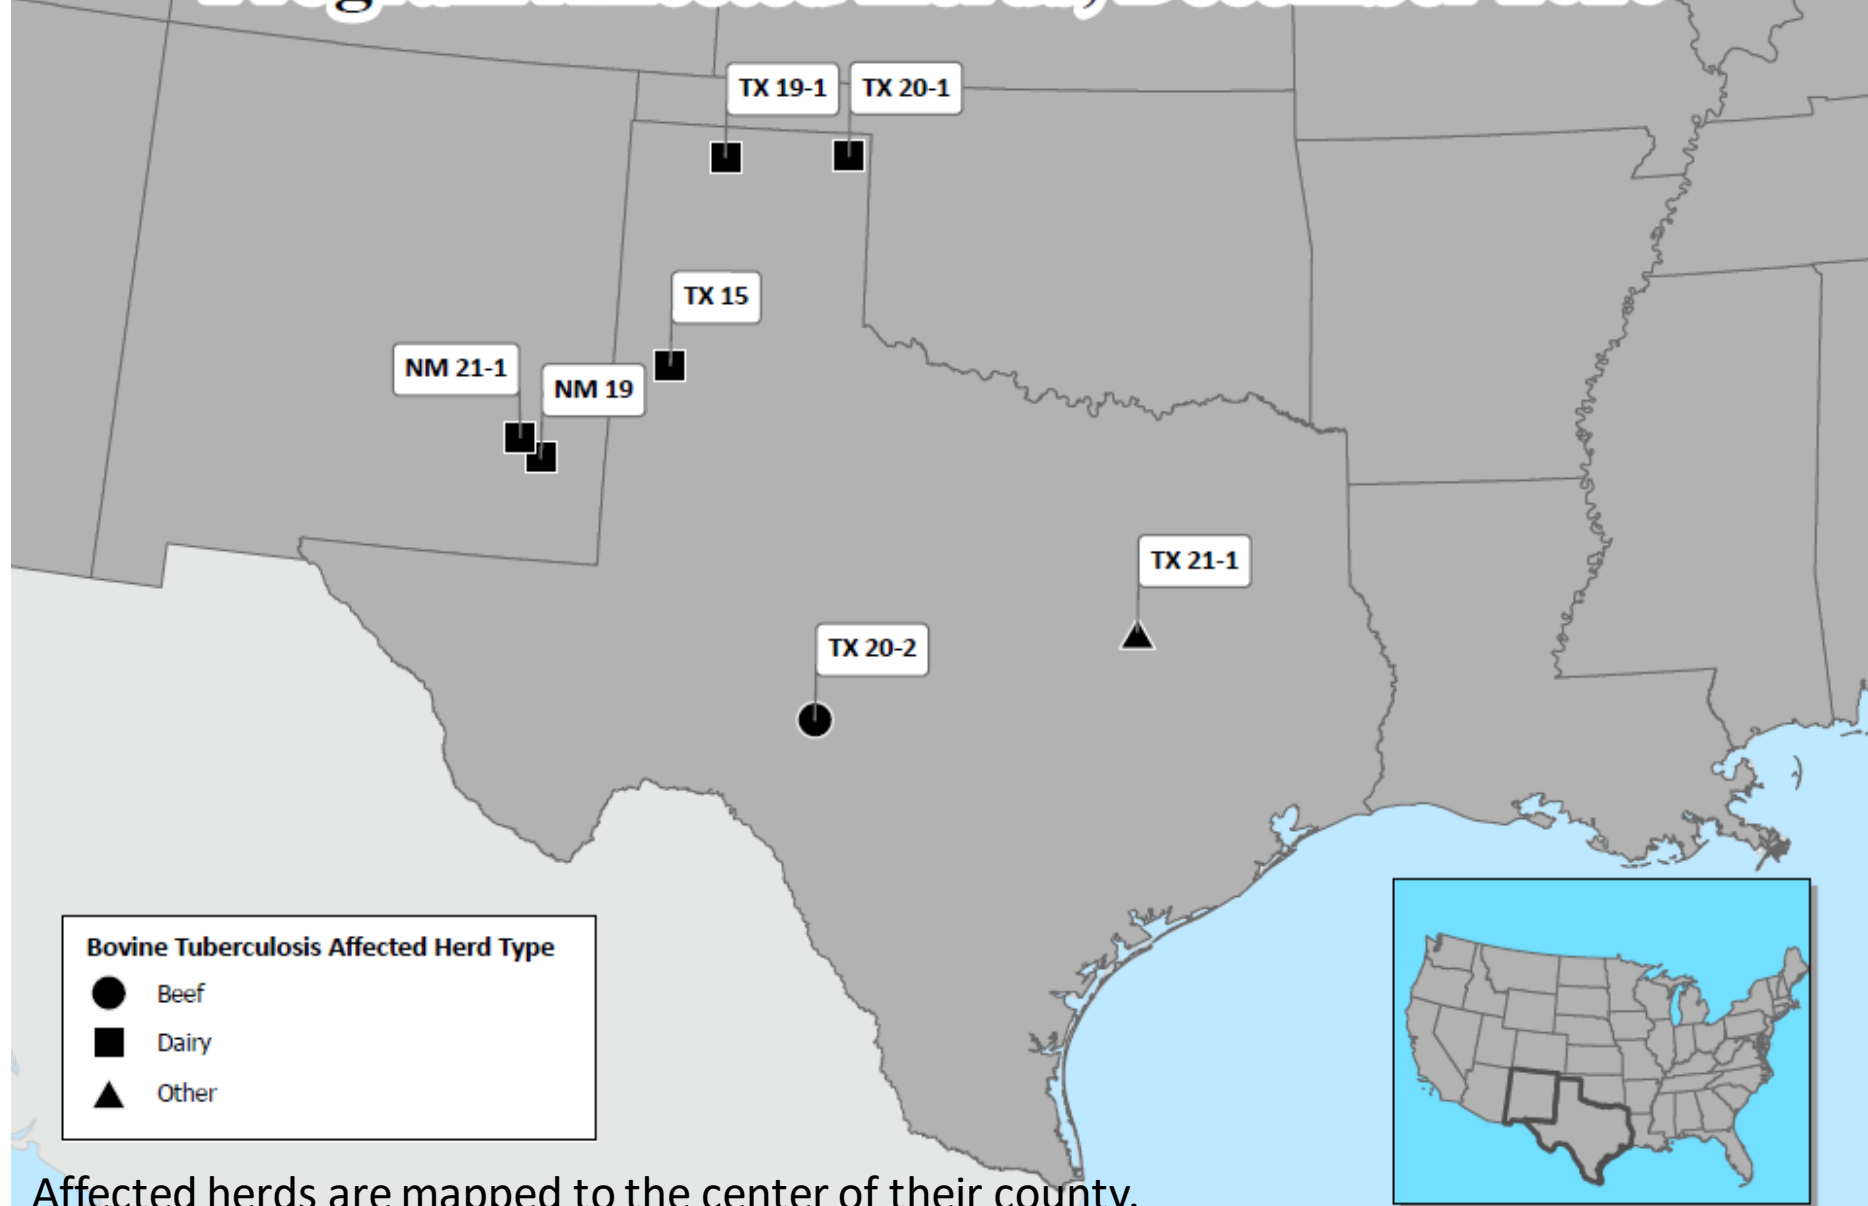 TX 19-1
TX 20-1
TX 15
NM 21-1
NM 19
TX 21-1
TX 20-2
Bovine Tuberculosis Affected Herd Type
Beef
Dairy
Other
Affected herds are mapped to the center of their county.